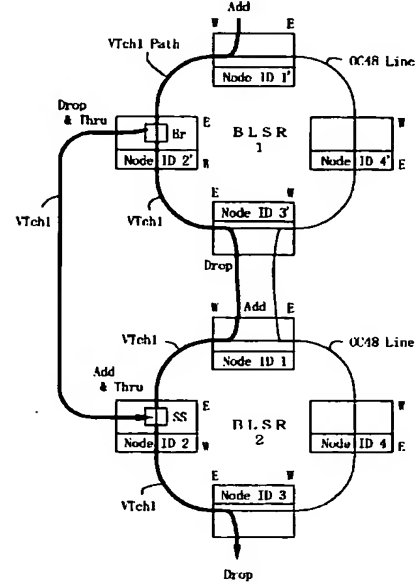 Add
W E
VTch1 Path
OC48 Line
Node ID 1'
Drop
& Thru
Br
E
BLSR
1
W
Node ID 2'
W
Node ID 4'
E
VTch1
VTch1
E W
Node ID 3'
Drop
W Add E
VTch1
OC48 Line
Node ID 1
Add
& Thru
SS
E
BLSR
2
W
Node ID 2
W
Node ID 4
E
VTch1
E W
Node ID 3
Drop